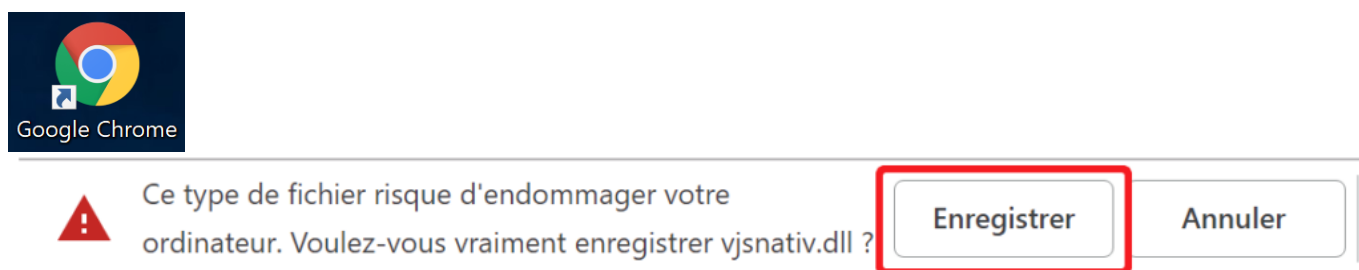 Google Chrome
Ce type de fichier risque d'endommager votre
ordinateur. Voulez-vous vraiment enregistrer vjsnativ.dll ?
Enregistrer
Annuler